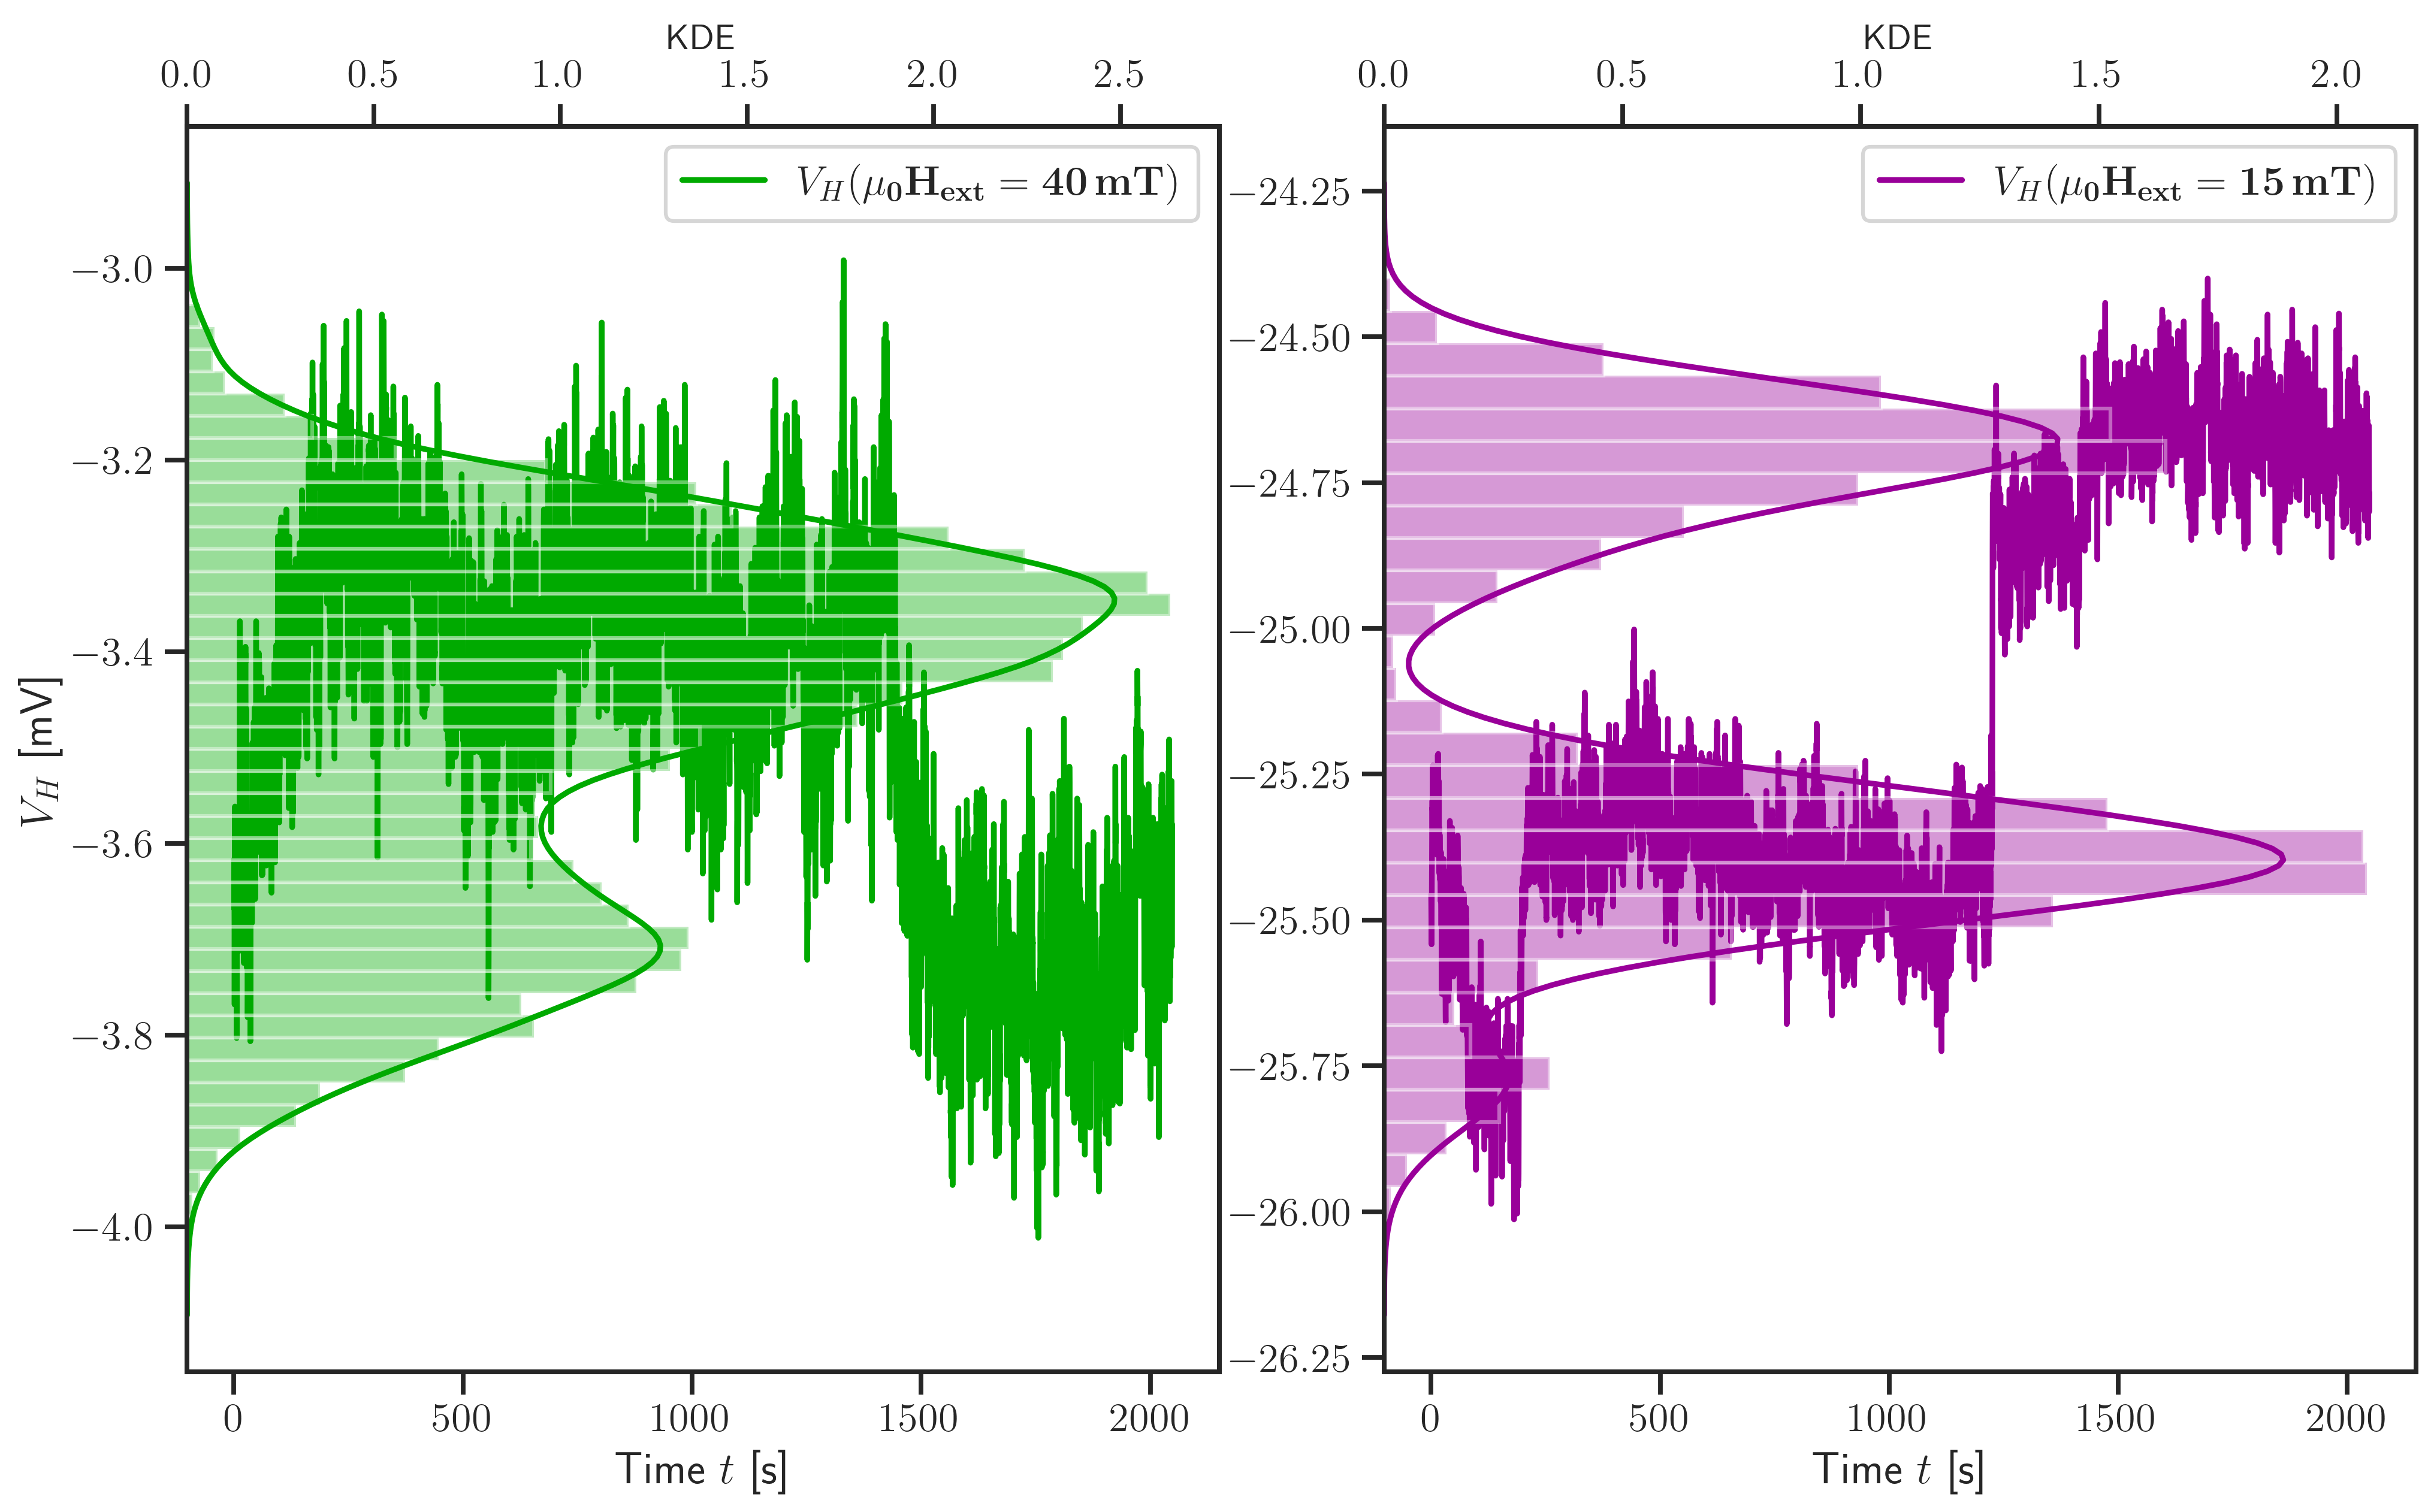 KDE
0.0 0.5 1.0 1.5 2.0 2.5
V_H(μ₀H_ext = 40 mT)
−3.0
−3.2
−3.4
−3.6
−3.8
−4.0
V_H [mV]
0 500 1000 1500 2000
Time t [s]
KDE
0.0 0.5 1.0 1.5 2.0
V_H(μ₀H_ext = 15 mT)
−24.25
−24.50
−24.75
−25.00
−25.25
−25.50
−25.75
−26.00
−26.25
0 500 1000 1500 2000
Time t [s]